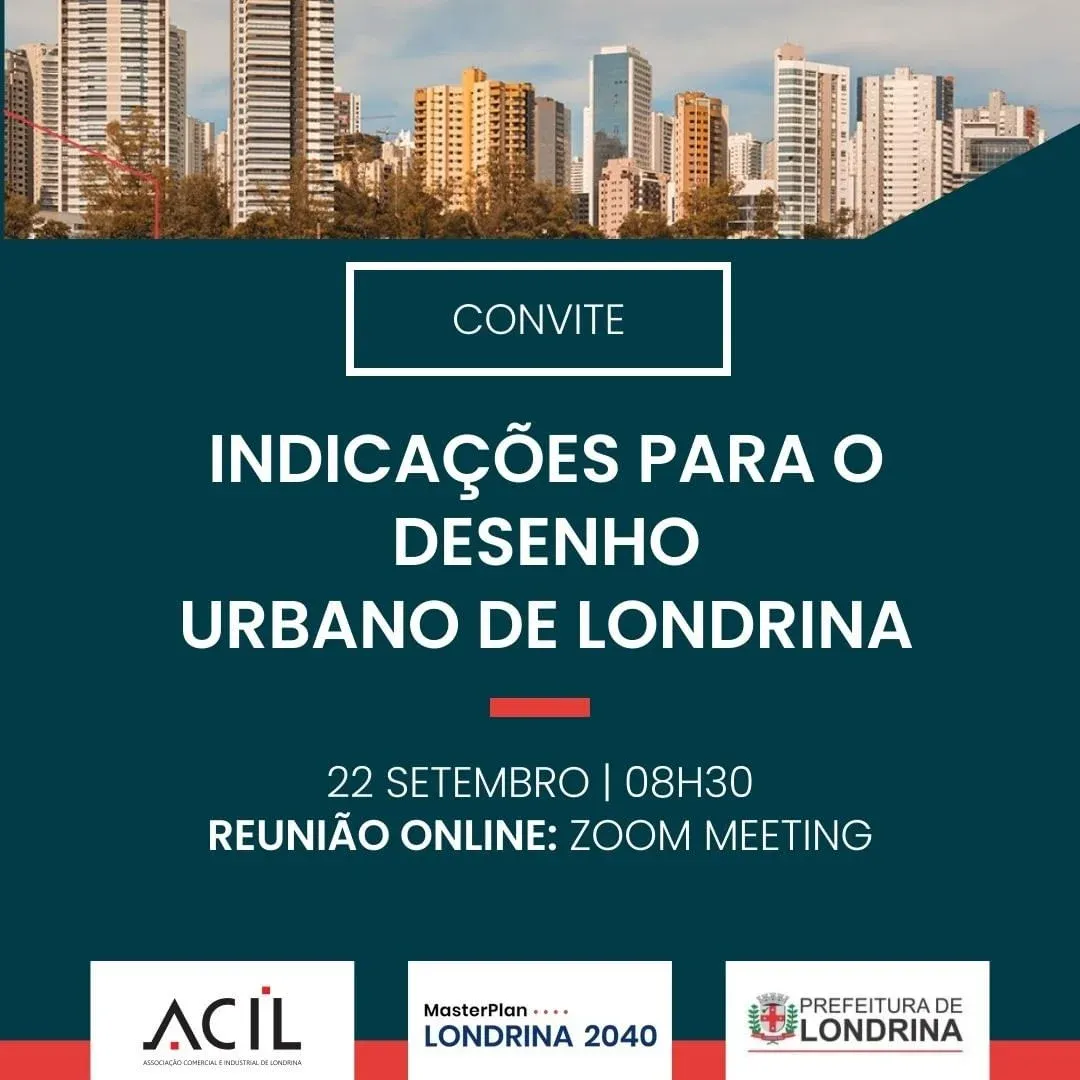 CONVITE
INDICAÇÕES PARA O
DESENHO
URBANO DE LONDRINA
22 SETEMBRO | 08H30
REUNIÃO ONLINE: ZOOM MEETING
ACIL
ASSOCIAÇÃO COMERCIAL E INDUSTRIAL DE LONDRINA
MasterPlan ....
LONDRINA 2040
PREFEITURA DE
LONDRINA